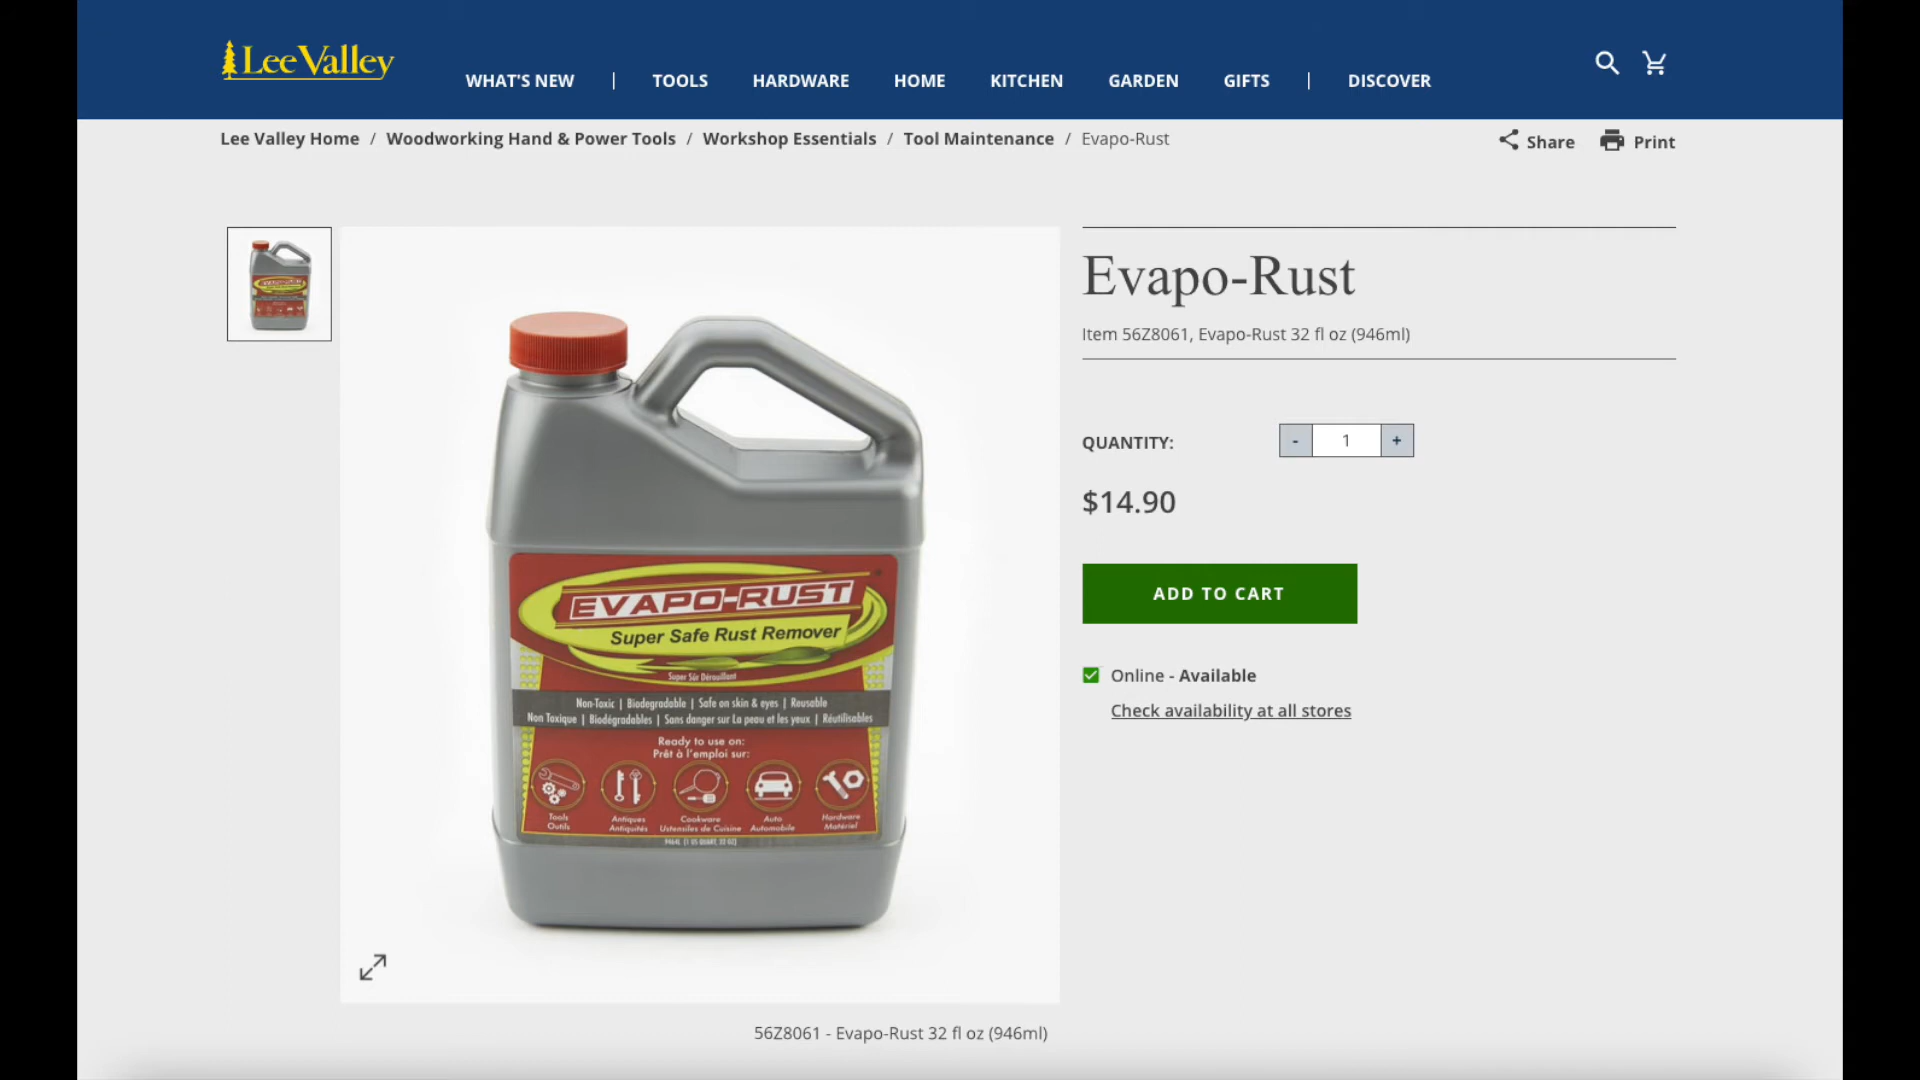 Lee Valley
WHAT'S NEW | TOOLS HARDWARE HOME KITCHEN GARDEN GIFTS | DISCOVER
Lee Valley Home / Woodworking Hand & Power Tools / Workshop Essentials / Tool Maintenance / Evapo-Rust
Share Print
Evapo-Rust
Item 56Z8061, Evapo-Rust 32 fl oz (946ml)
QUANTITY: - 1 +
$14.90
ADD TO CART
Online - Available
Check availability at all stores
EVAPO-RUST
Super Safe Rust Remover
Super Sûr Dérouillant
Non-Toxic | Biodegradable | Safe on skin & eyes | Reusable
Non Toxique | Biodégradables | Sans danger sur La peau et les yeux | Réutilisables
Ready to use on:
Prêt à l'emploi sur:
Tools Antiques Cookware Auto Hardware
Outils Antiquités Ustensiles de Cuisine Automobile Matériel
56Z8061 - Evapo-Rust 32 fl oz (946ml)